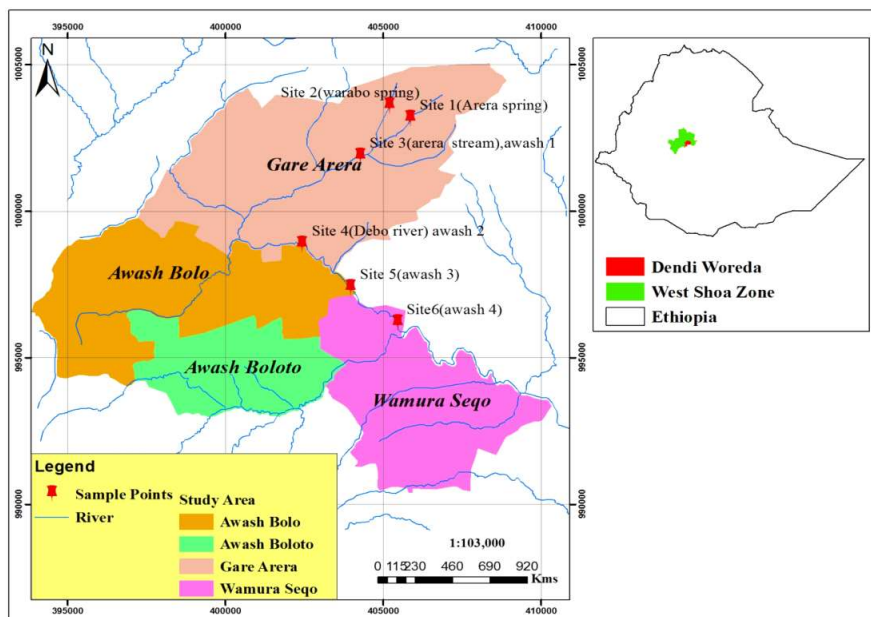 395000 400000 405000 410000
1005000
1000000
995000
990000
N
Site 2(warabo spring)
Site 1(Arera spring)
Site 3(arera stream),awash 1
Gare Arera
Site 4(Debo river) awash 2
Awash Bolo
Site 5(awash 3)
Site6(awash 4)
Awash Boloto
Wamura Seqo
Legend
Sample Points
River
Study Area
Awash Bolo
Awash Boloto
Gare Arera
Wamura Seqo
1:103,000
0 115230 460 690 920
Kms
395000 400000 405000 410000
1005000
1000000
995000
990000
Dendi Woreda
West Shoa Zone
Ethiopia